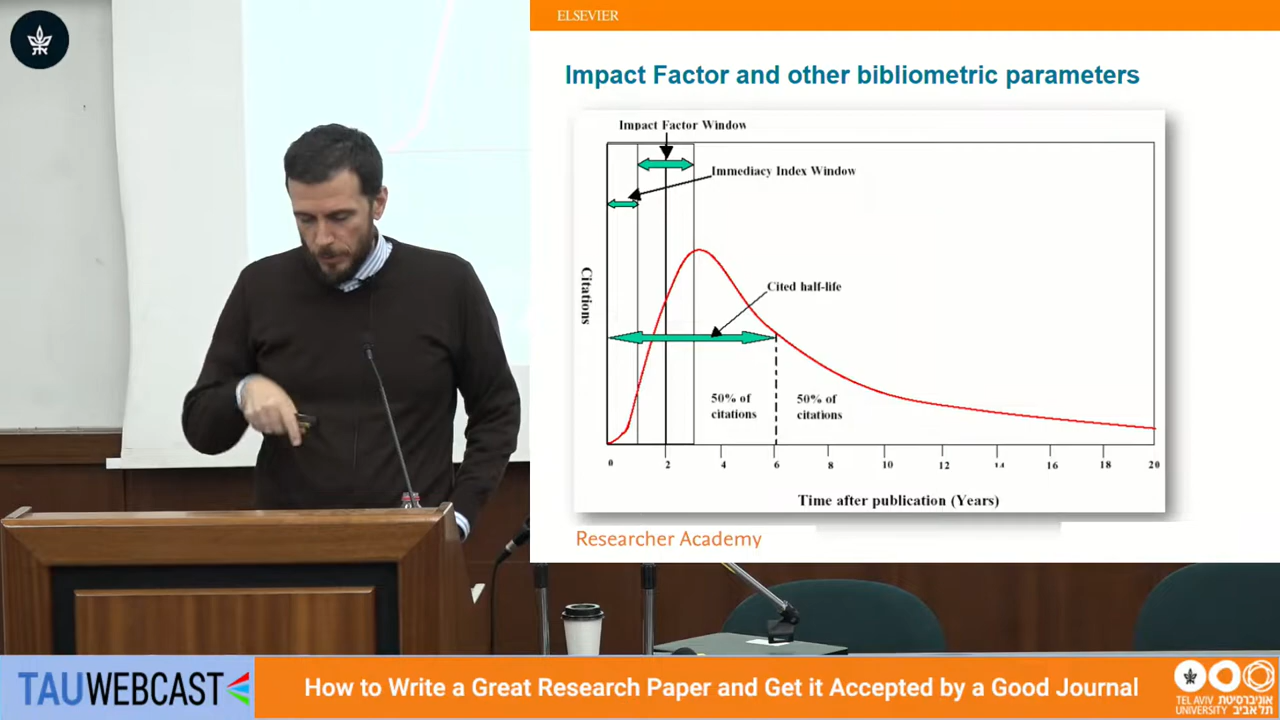 ELSEVIER
Impact Factor and other bibliometric parameters
Impact Factor Window
Immediacy Index Window
Citations
Cited half-life
50% of
citations
50% of
citations
0 2 4 6 8 10 12 14 16 18 20
Time after publication (Years)
Researcher Academy
TAUWEBCAST
How to Write a Great Research Paper and Get it Accepted by a Good Journal
TEL AVIV אוניברסיטת
UNIVERSITY תל אביב